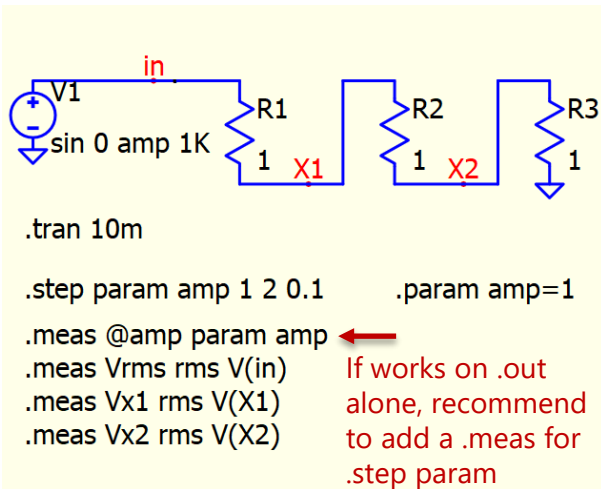 in
V1
R1
R2
R3
sin 0 amp 1K
1
X1
1
X2
1
.tran 10m
.step param amp 1 2 0.1
.param amp=1
.meas @amp param amp
.meas Vrms rms V(in)
.meas Vx1 rms V(X1)
.meas Vx2 rms V(X2)
If works on .out
alone, recommend
to add a .meas for
.step param